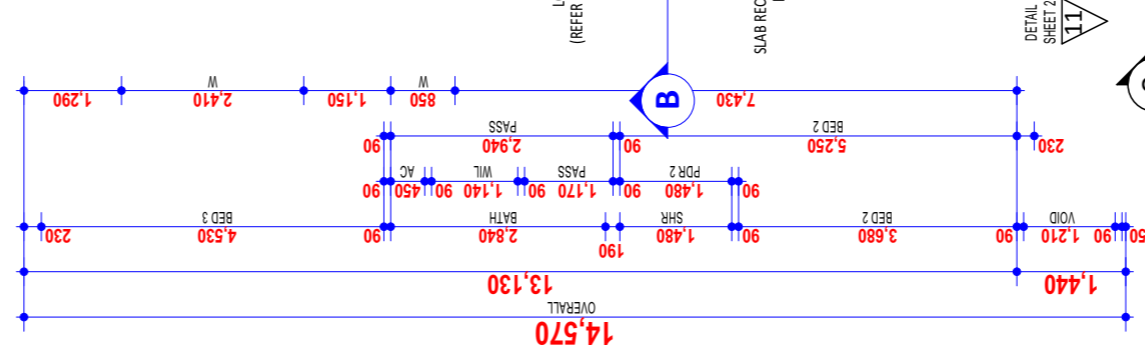 14,570
OVERALL
1,440 13,130
50 90 1,210 90 3,680 90 1,480 190 2,840 90 4,530 230
VOID BED 2 SHR BATH BED 3
90 1,480 90 1,170 90 1,140 90 450 90
PDR 2 PASS WIL AC
230 5,250 90 2,940 90
BED 2 PASS
7,430 850 1,150 2,410 1,290
W W
B
(REFER
SLAB REC
DETAIL
SHEET 2
11